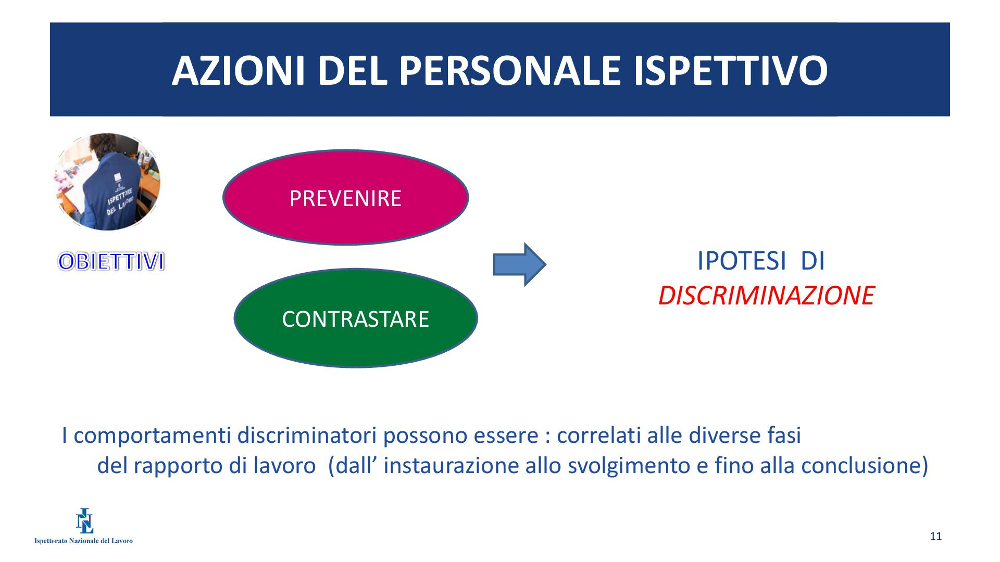 AZIONI DEL PERSONALE ISPETTIVO
ISPETTORE
DEL LAVORO
OBIETTIVI
PREVENIRE
CONTRASTARE
IPOTESI DI
DISCRIMINAZIONE
I comportamenti discriminatori possono essere : correlati alle diverse fasi
del rapporto di lavoro (dall’ instaurazione allo svolgimento e fino alla conclusione)
INL
Ispettorato Nazionale del Lavoro
11